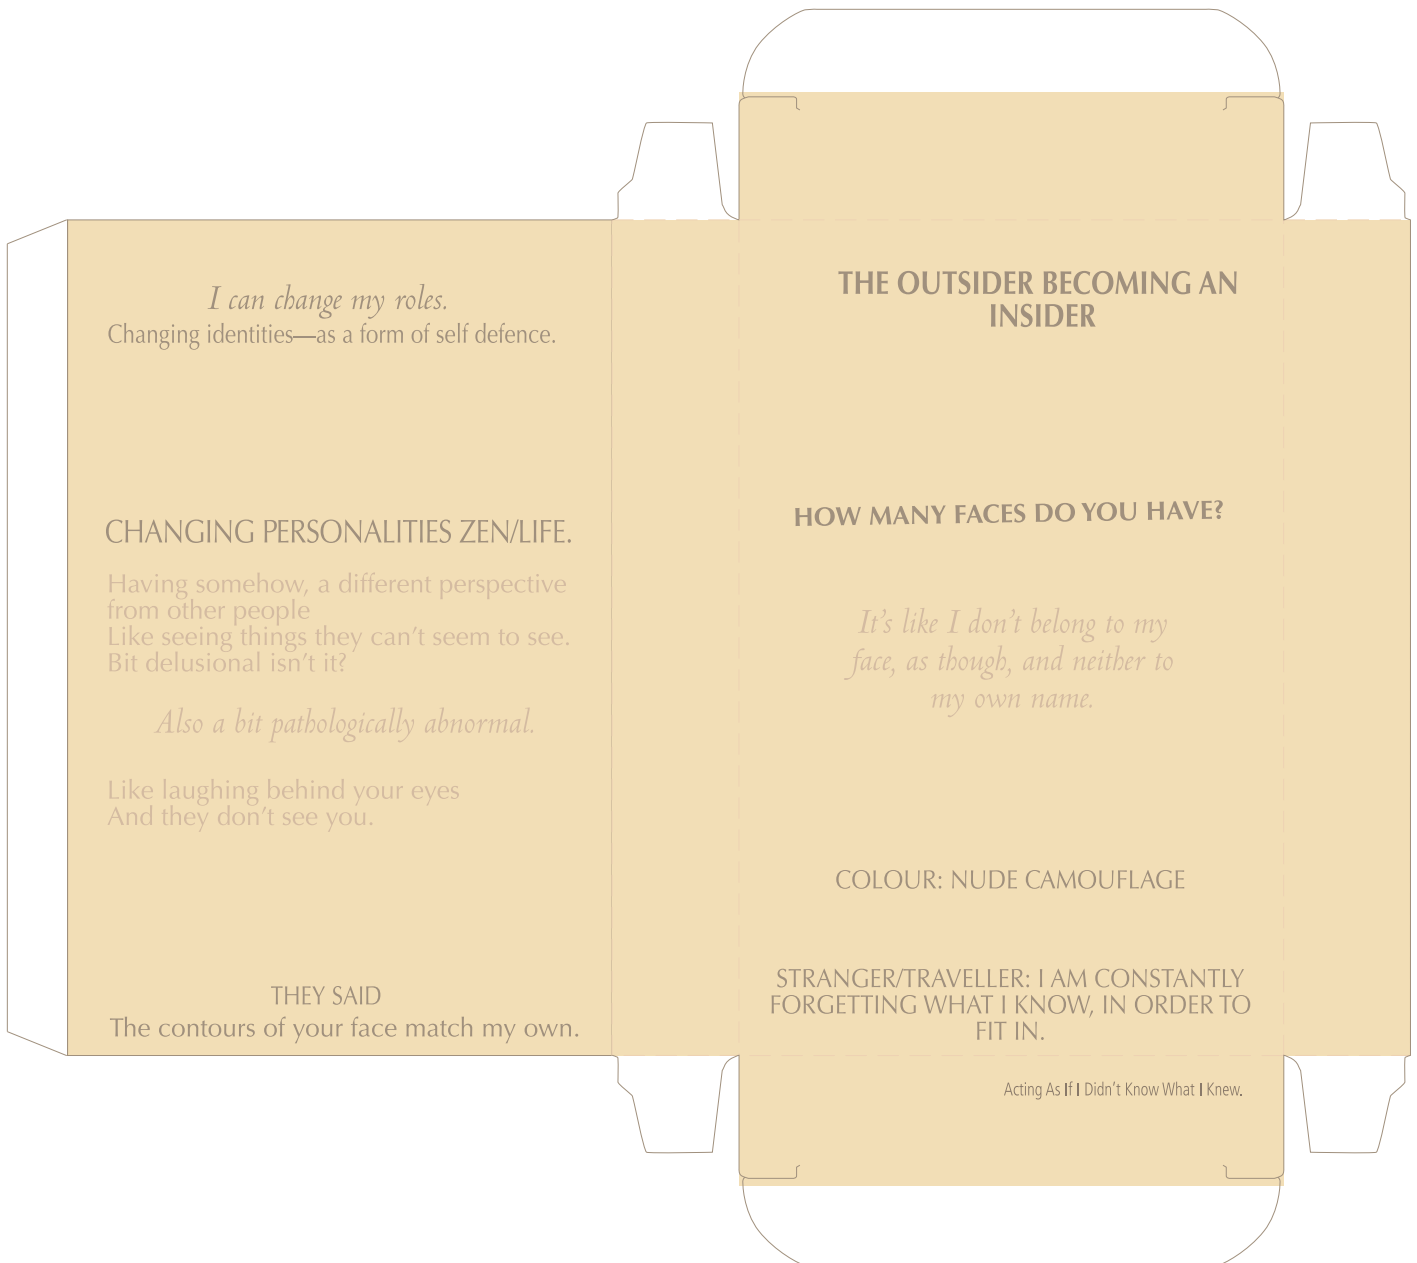 I can change my roles.
Changing identities—as a form of self defence.
CHANGING PERSONALITIES ZEN/LIFE.
Having somehow, a different perspective
from other people
Like seeing things they can't seem to see.
Bit delusional isn't it?
Also a bit pathologically abnormal.
Like laughing behind your eyes
And they don't see you.
THEY SAID
The contours of your face match my own.
THE OUTSIDER BECOMING AN
INSIDER
HOW MANY FACES DO YOU HAVE?
It's like I don't belong to my
face, as though, and neither to
my own name.
COLOUR: NUDE CAMOUFLAGE
STRANGER/TRAVELLER: I AM CONSTANTLY
FORGETTING WHAT I KNOW, IN ORDER TO
FIT IN.
Acting As If I Didn't Know What I Knew.